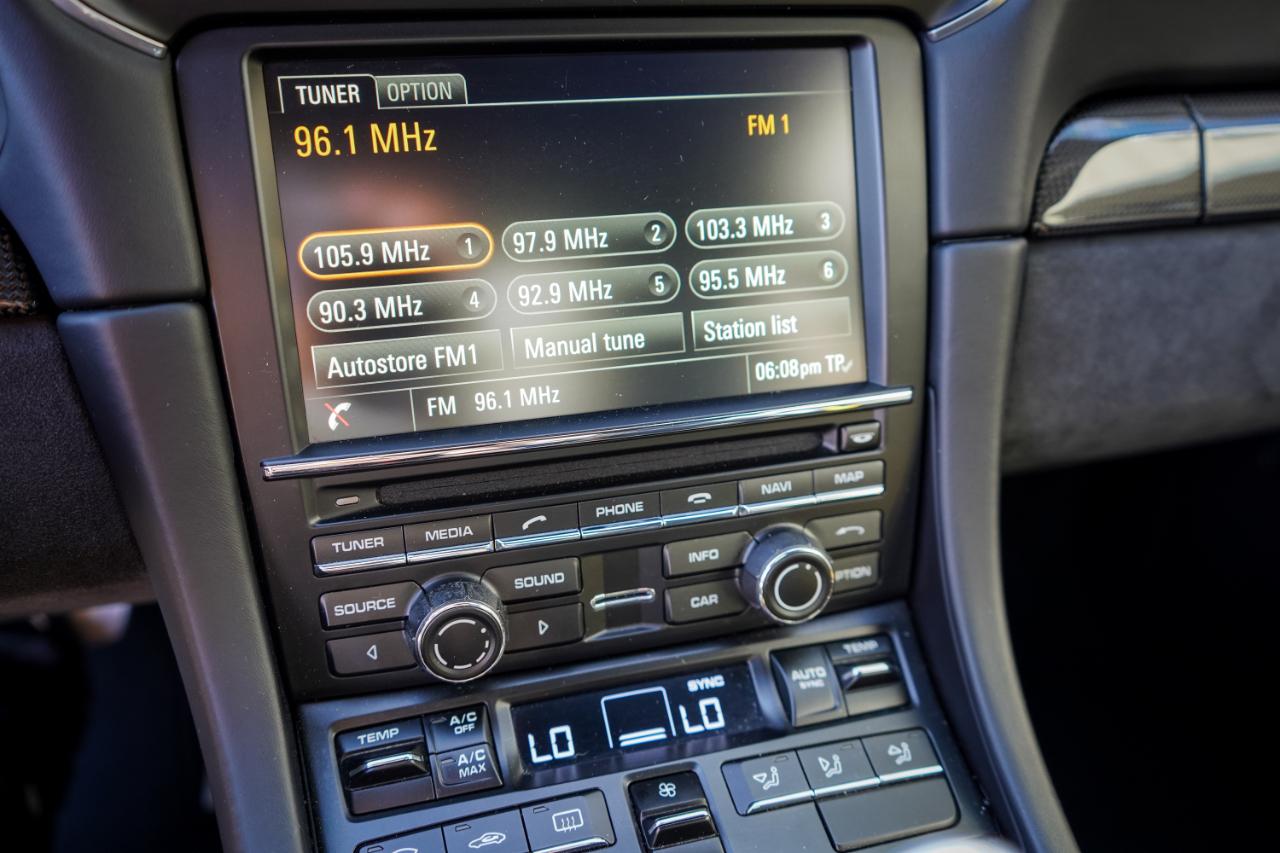 TUNER OPTION
96.1 MHz FM 1
105.9 MHz 1 97.9 MHz 2 103.3 MHz 3
90.3 MHz 4 92.9 MHz 5 95.5 MHz 6
Autostore FM1 Manual tune Station list
FM 96.1 MHz 06:08pm TP
TUNER MEDIA PHONE NAVI MAP
SOURCE SOUND INFO OPTION
CAR
TEMP A/C OFF LO SYNC LO AUTO SYNC TEMP
A/C MAX